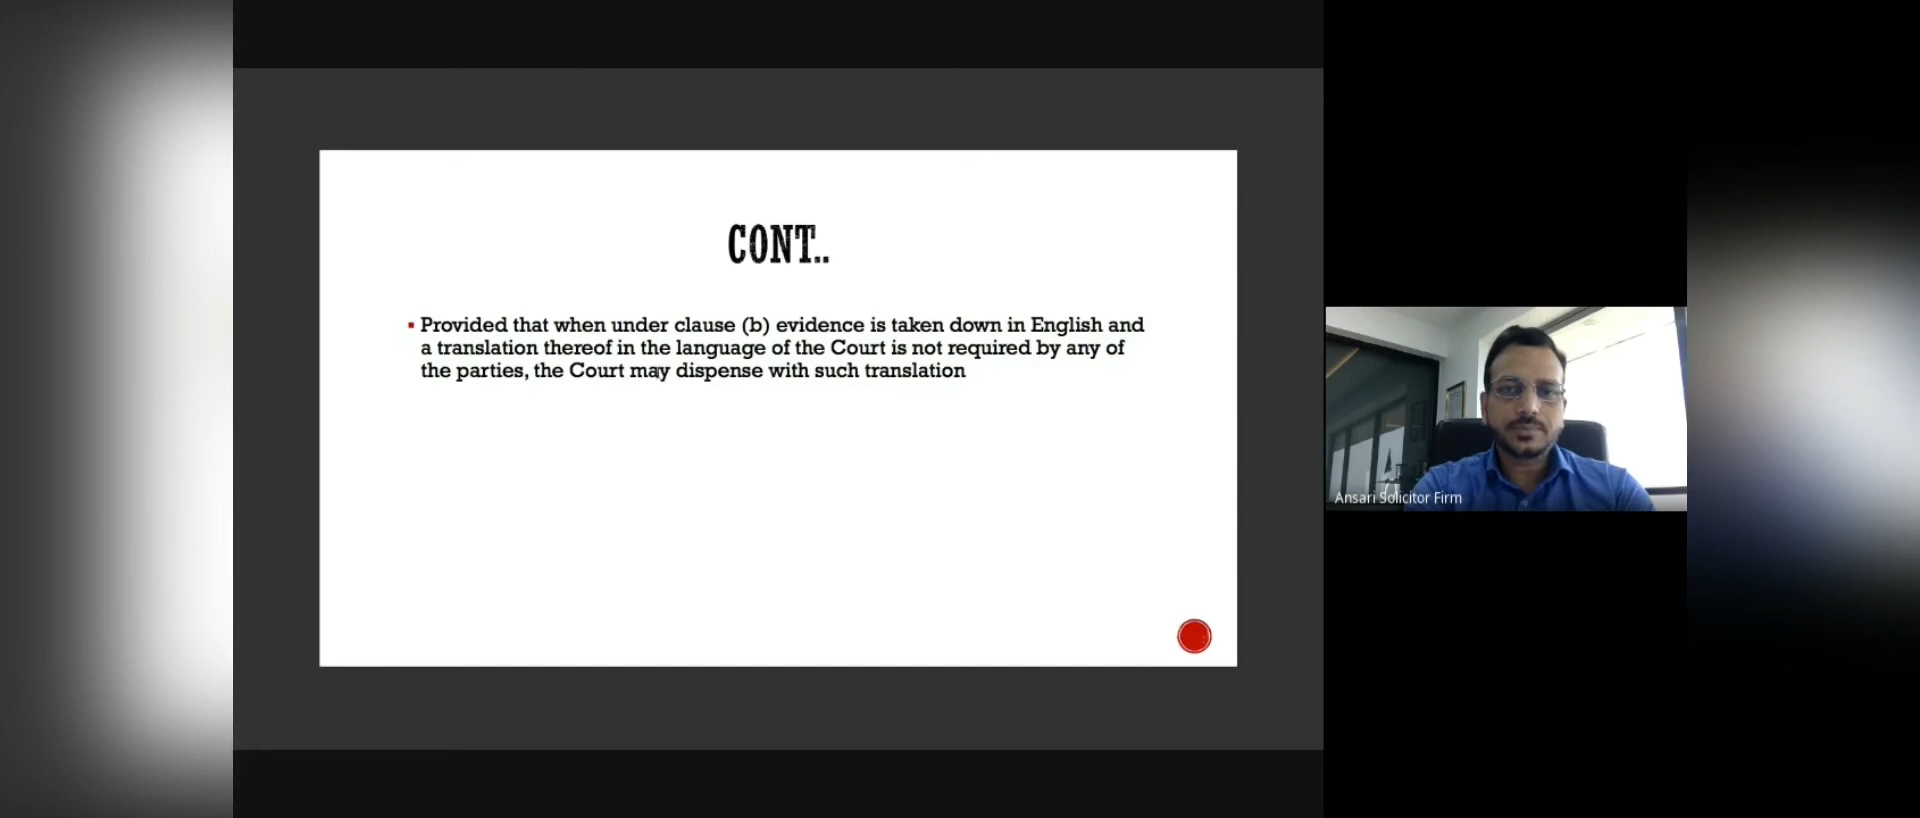 CONT..
Provided that when under clause (b) evidence is taken down in English and
a translation thereof in the language of the Court is not required by any of
the parties, the Court may dispense with such translation
Ansari Solicitor Firm